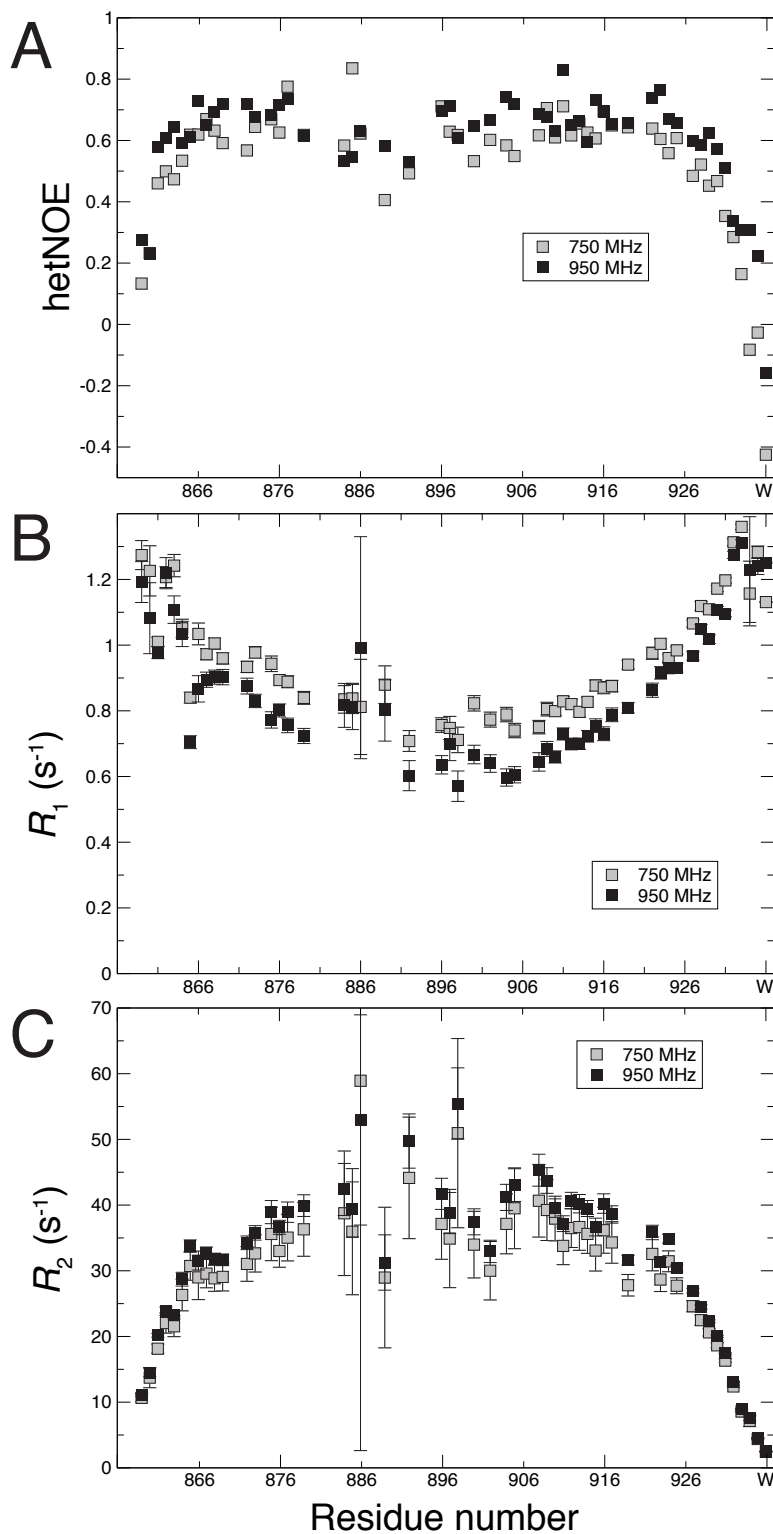 A
hetNOE
1
0.8
0.6
0.4
0.2
0
-0.2
-0.4
750 MHz
950 MHz
866 876 886 896 906 916 926 W
B
R1 (s-1)
1.2
1
0.8
0.6
0.4
0.2
0
750 MHz
950 MHz
866 876 886 896 906 916 926 W
C
R2 (s-1)
70
60
50
40
30
20
10
0
750 MHz
950 MHz
866 876 886 896 906 916 926 W
Residue number